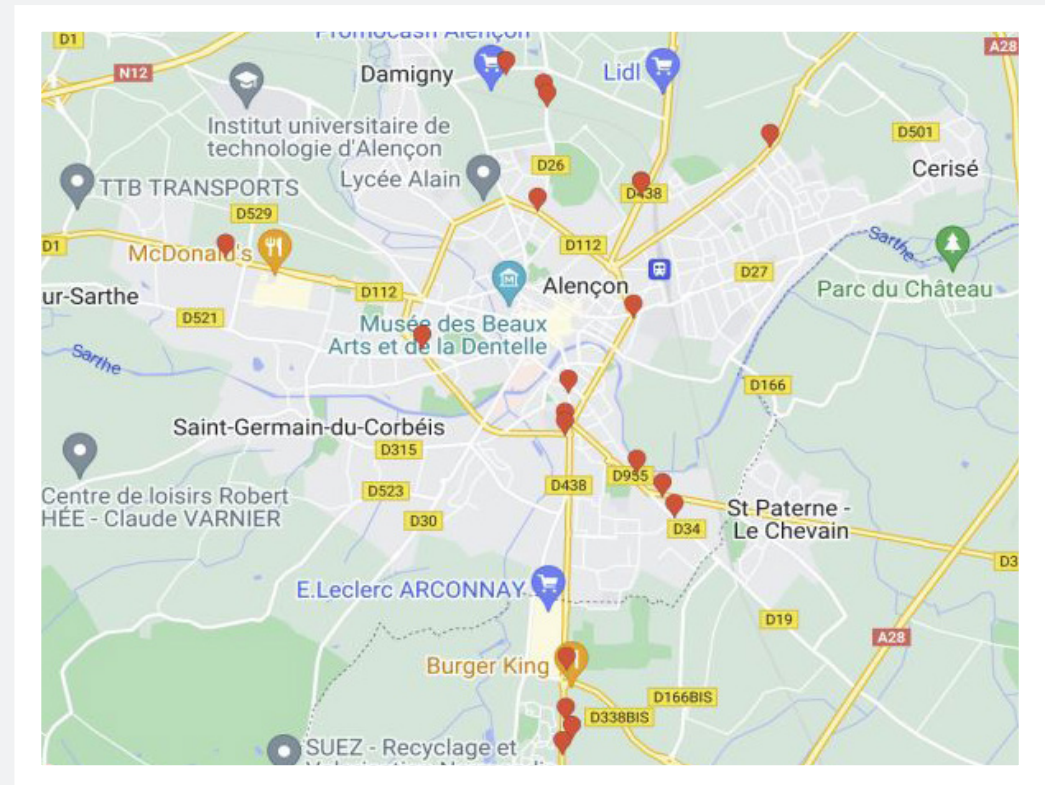 Promocash Alençon
D1
A28
N12
Damigny
Lidl
Institut universitaire de
technologie d'Alençon
D501
D26
Cerisé
Lycée Alain
TTB TRANSPORTS
D438
D529
D1
McDonald's
D112
Sarthe
D27
Alençon
ur-Sarthe
D112
Parc du Château
D521
Musée des Beaux
Arts et de la Dentelle
Sarthe
D166
Saint-Germain-du-Corbéis
D315
D955
Centre de loisirs Robert
HÉE - Claude VARNIER
D523
D438
D30
St Paterne -
Le Chevain
D34
D3
E.Leclerc ARCONNAY
D19
A28
Burger King
D166BIS
D338BIS
SUEZ - Recyclage et